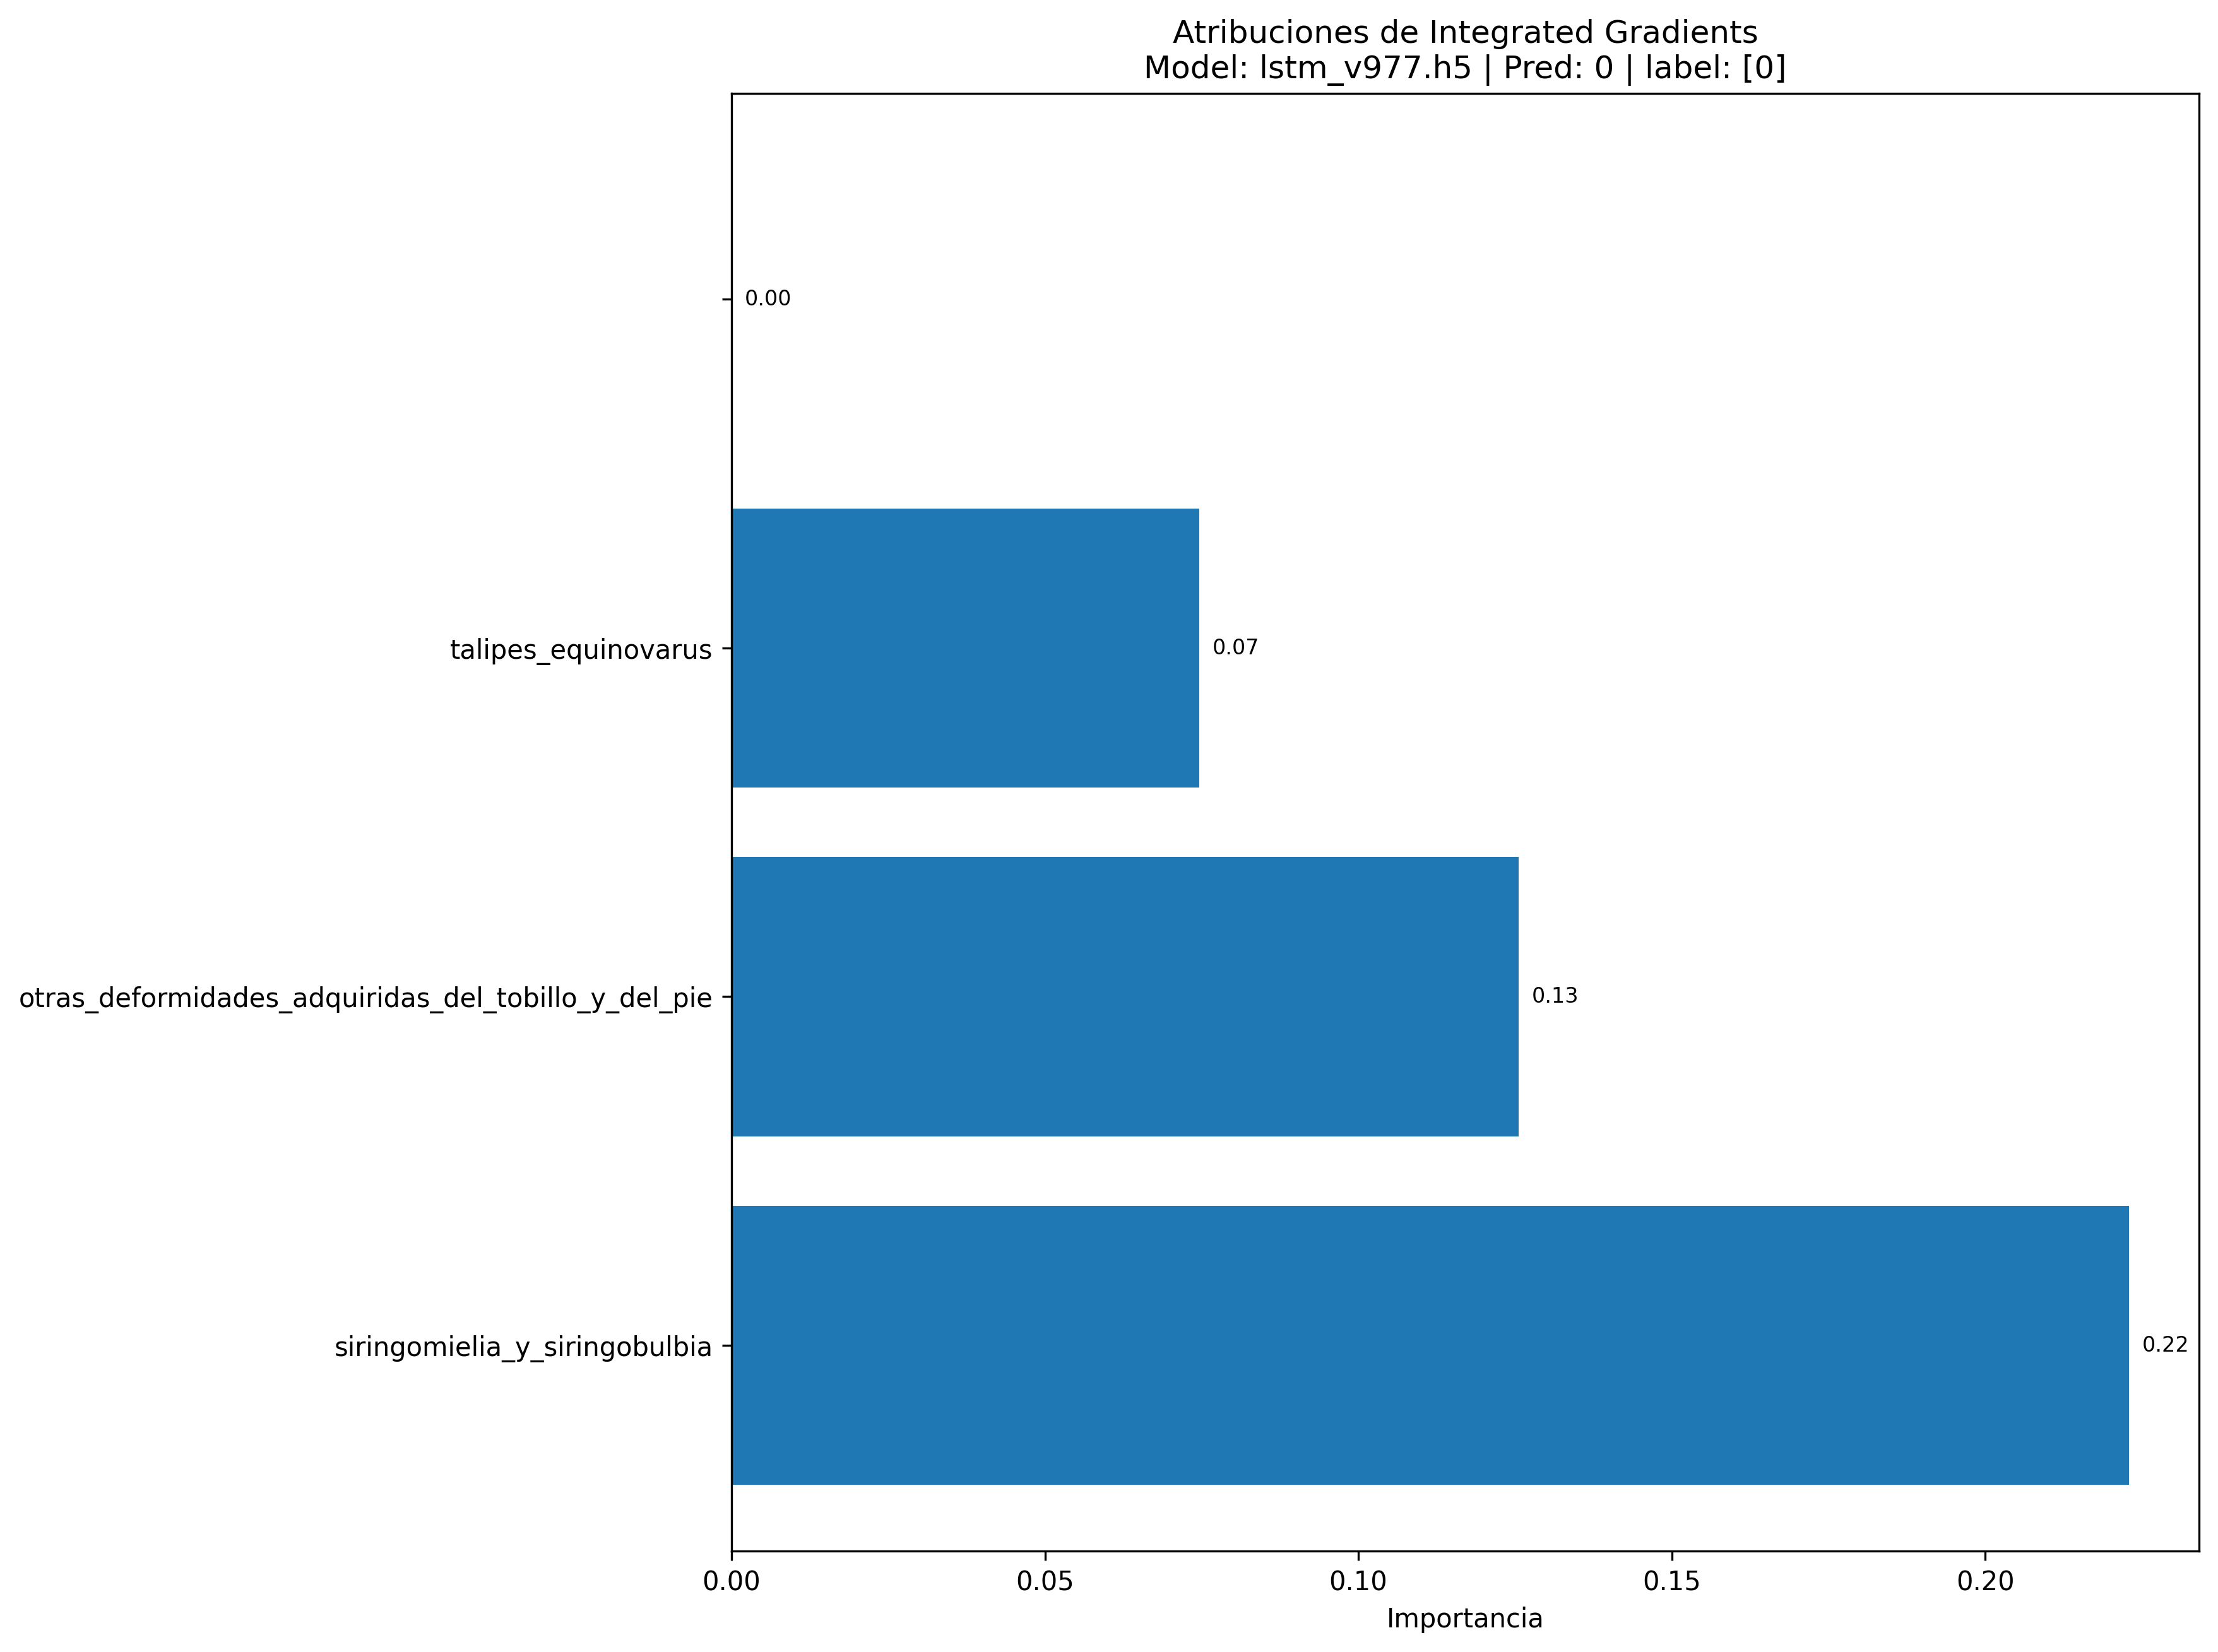 Atribuciones de Integrated Gradients
Model: lstm_v977.h5 | Pred: 0 | label: [0]
0.00
talipes_equinovarus
0.07
otras_deformidades_adquiridas_del_tobillo_y_del_pie
0.13
siringomielia_y_siringobulbia
0.22
0.00 0.05 0.10 0.15 0.20
Importancia